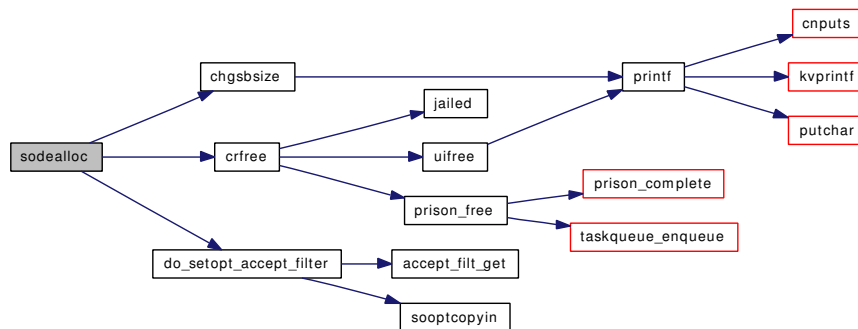 cnputs
chgsbsize
printf
kvprintf
jailed
putchar
sodealloc
crfree
uifree
prison_complete
prison_free
taskqueue_enqueue
do_setopt_accept_filter
accept_filt_get
sooptcopyin